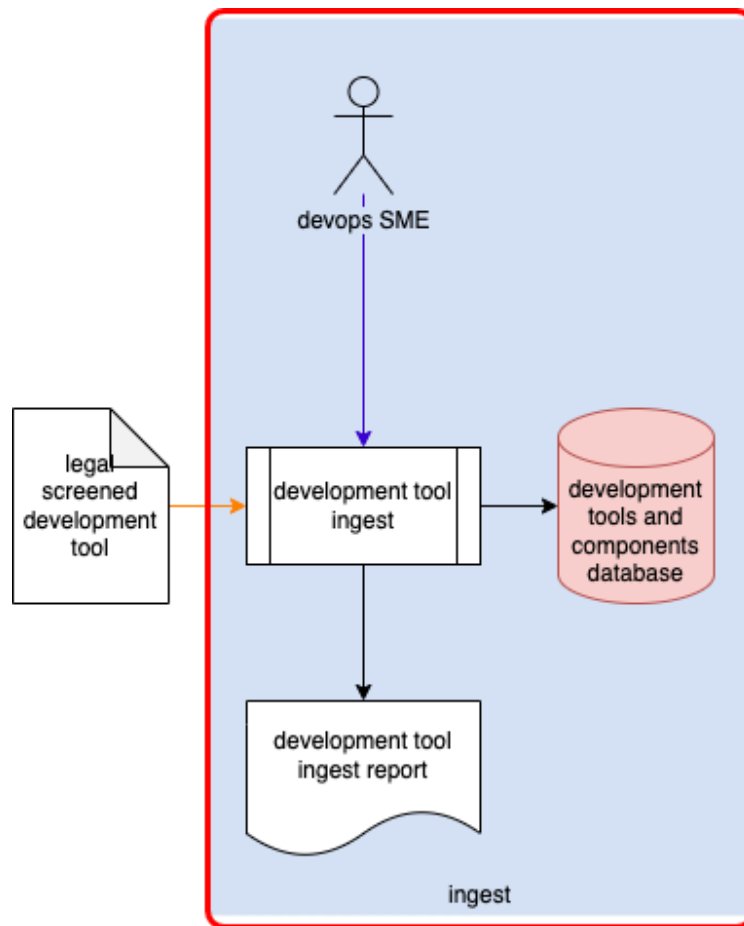 devops SME
legal
screened
development
tool
development tool
ingest
development
tools and
components
database
development tool
ingest report
ingest